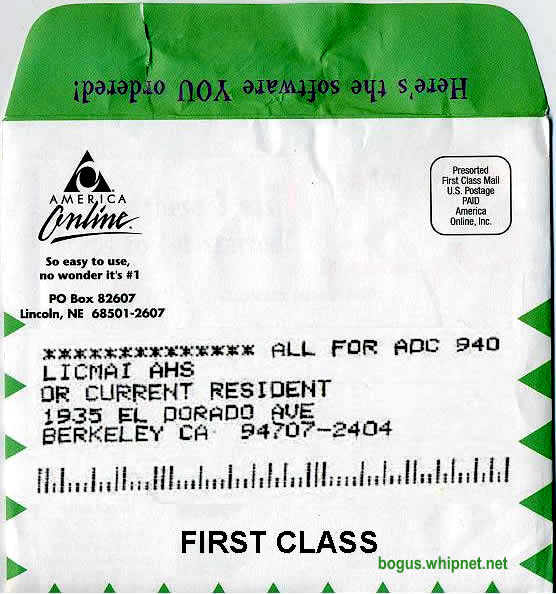 Here's the software YOU ordered!
AMERICA
Online.
So easy to use,
no wonder it's #1
PO Box 82607
Lincoln, NE 68501-2607
Presorted
First Class Mail
U.S. Postage
PAID
America
Online, Inc.
************** ALL FOR ADC 940
LICMAI AHS
OR CURRENT RESIDENT
1935 EL DORADO AVE
BERKELEY CA 94707-2404
FIRST CLASS
bogus.whipnet.net